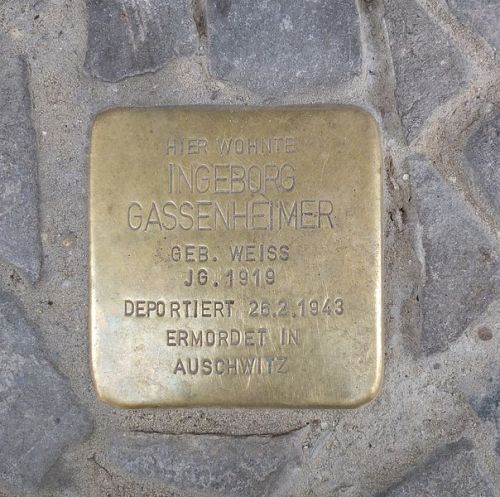 HIER WOHNTE
INGEBORG
GASSENHEIMER
GEB. WEISS
JG. 1919
DEPORTIERT 26.2.1943
ERMORDET IN
AUSCHWITZ